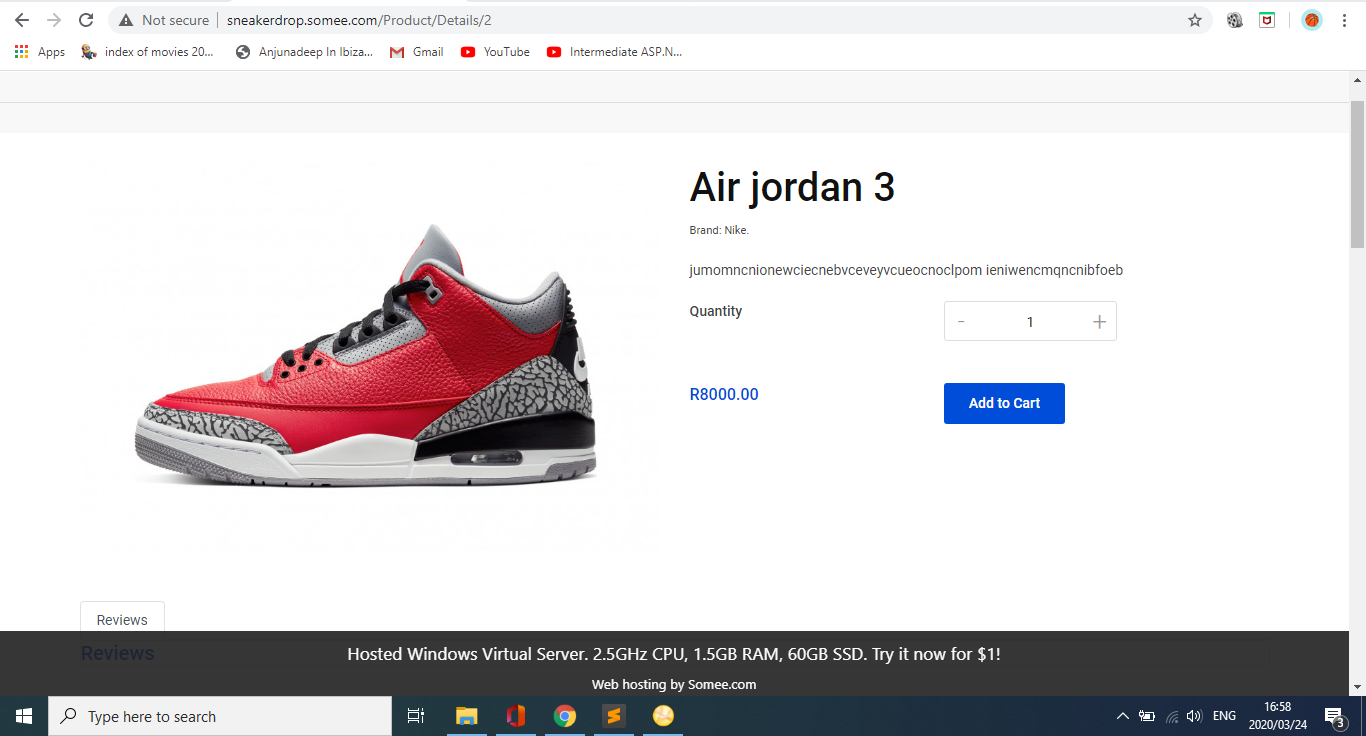 Not secure | sneakerdrop.somee.com/Product/Details/2
Apps index of movies 20... Anjunadeep In Ibiza... Gmail YouTube Intermediate ASP.N...
Air jordan 3
Brand: Nike.
jumomncnionewciecnebvceveyvcueocnoclpom ieniwencmqncnibfoeb
Quantity - 1 +
R8000.00 Add to Cart
Reviews
Reviews
Hosted Windows Virtual Server. 2.5GHz CPU, 1.5GB RAM, 60GB SSD. Try it now for $1!
Web hosting by Somee.com
Type here to search
ENG
16:58
2020/03/24
3